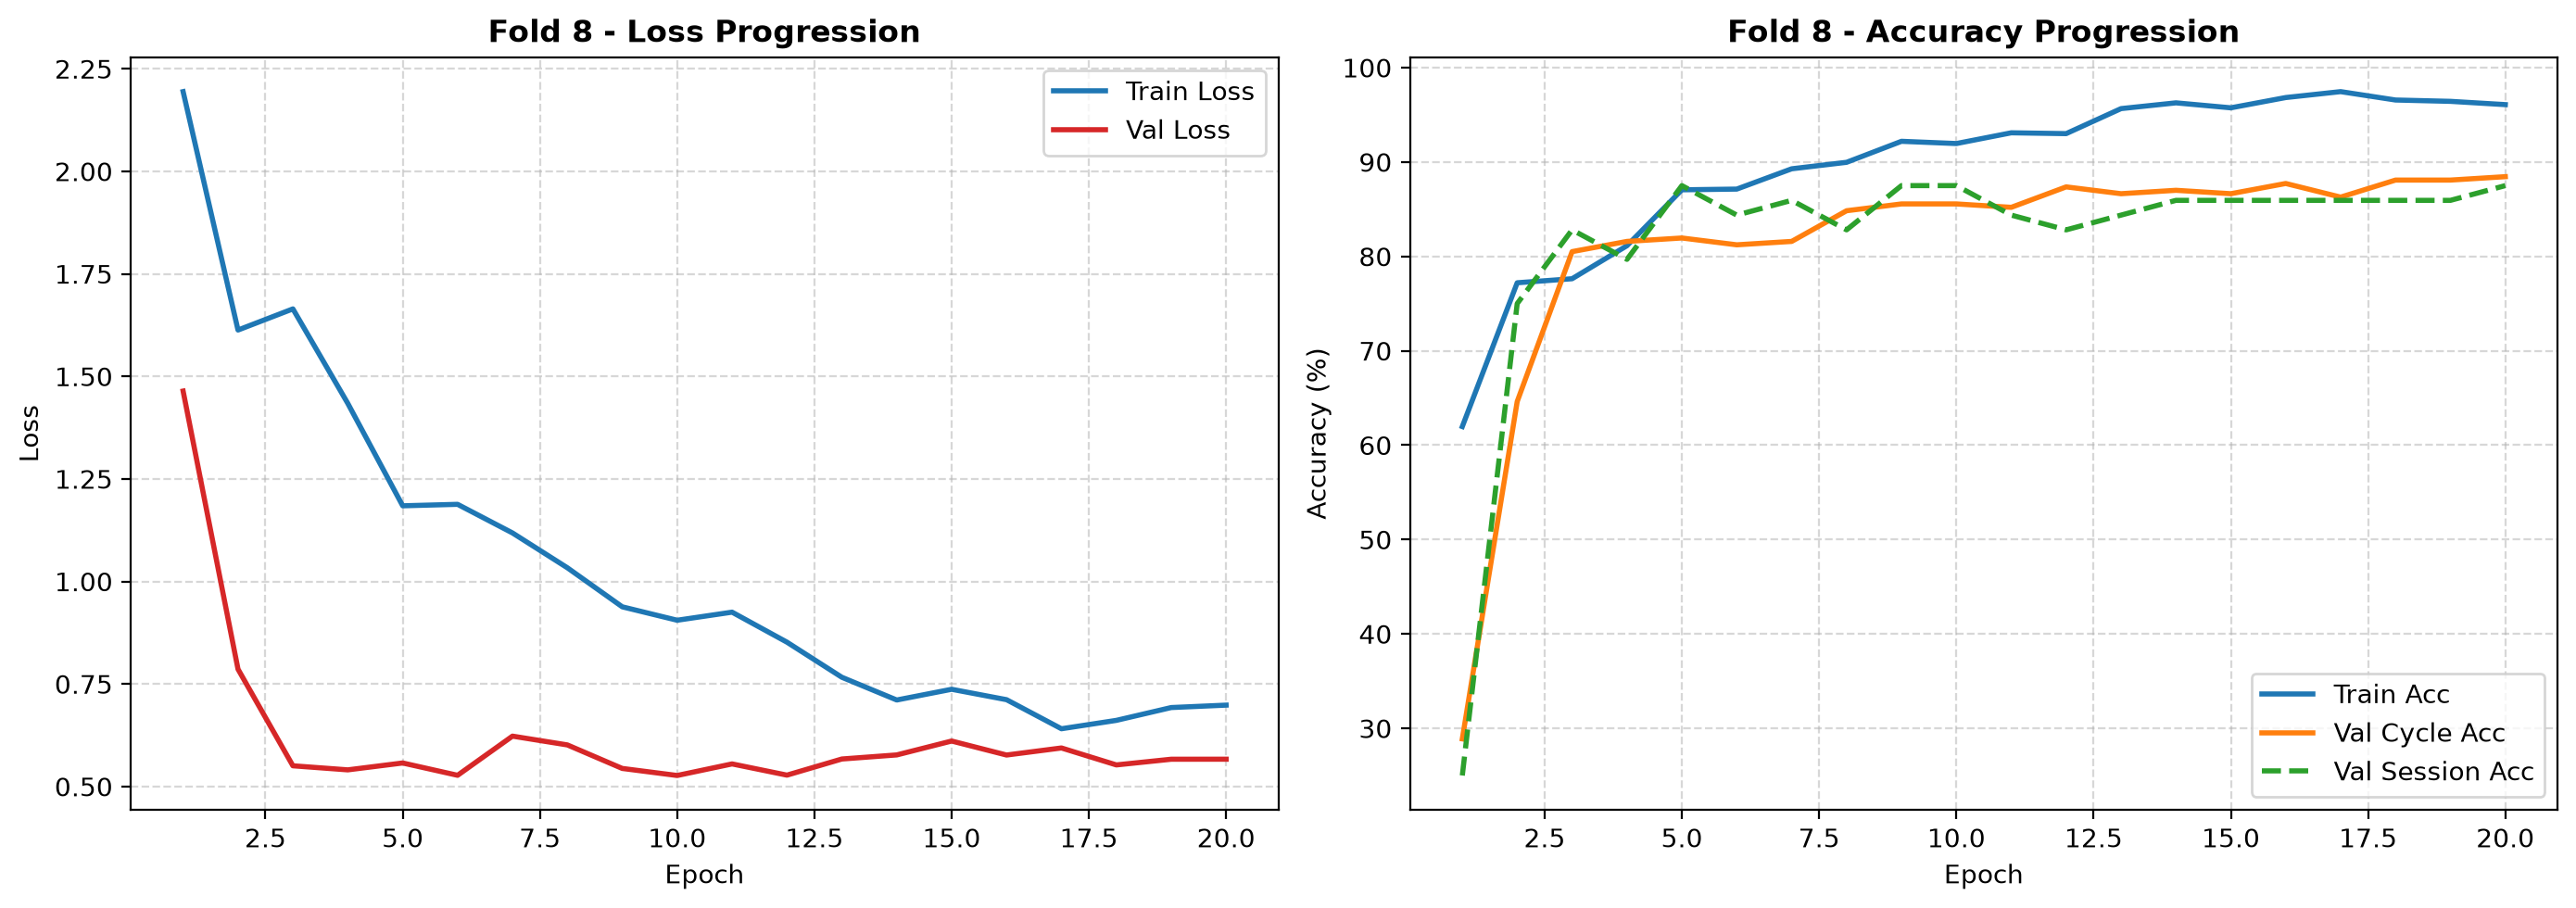 Fold 8 - Loss Progression
2.25
2.00
1.75
1.50
1.25
1.00
0.75
0.50
Loss
Train Loss
Val Loss
2.5 5.0 7.5 10.0 12.5 15.0 17.5 20.0
Epoch
Fold 8 - Accuracy Progression
100
90
80
70
60
50
40
30
Accuracy (%)
Train Acc
Val Cycle Acc
Val Session Acc
2.5 5.0 7.5 10.0 12.5 15.0 17.5 20.0
Epoch